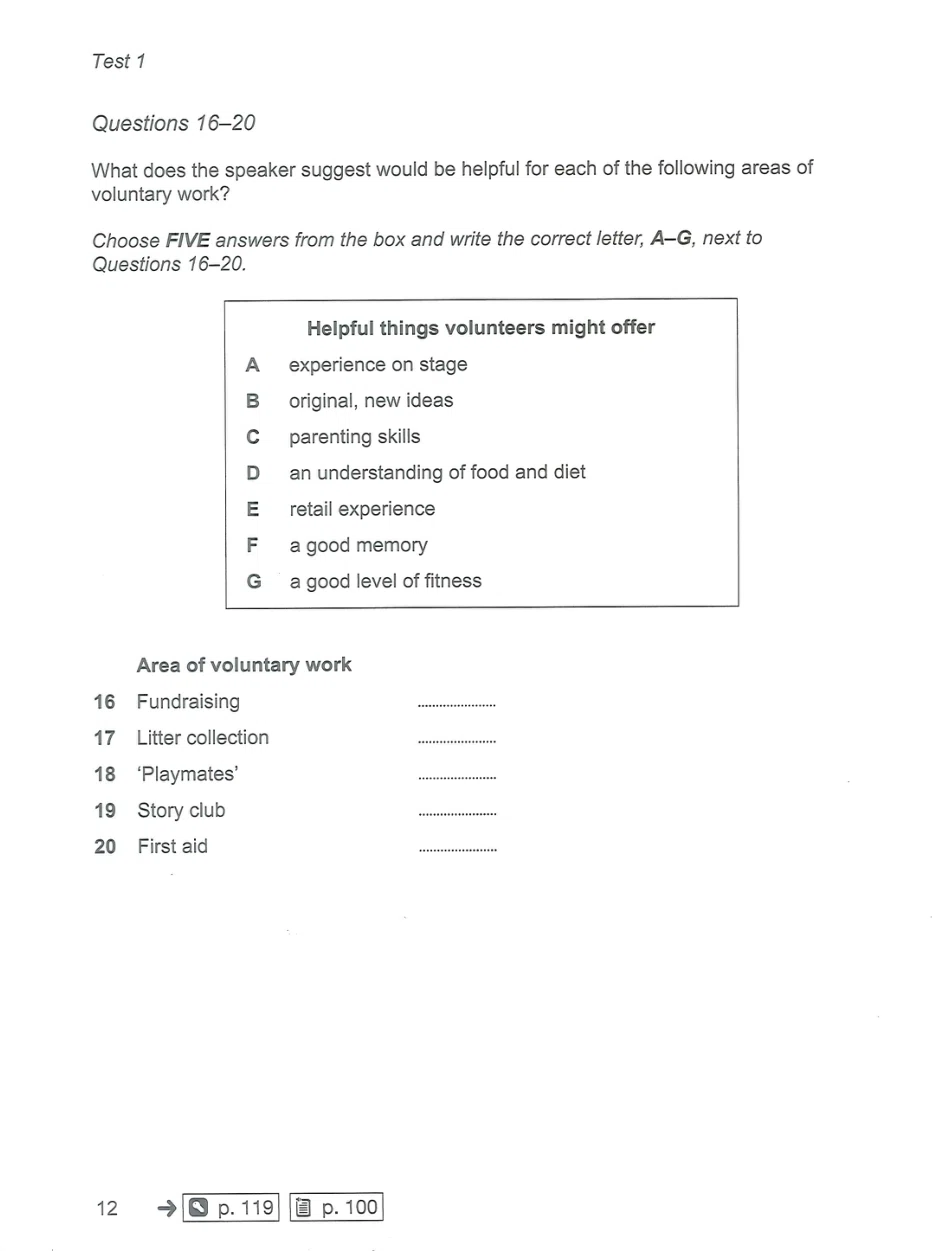 Test 1
Questions 16–20
What does the speaker suggest would be helpful for each of the following areas of
voluntary work?
Choose FIVE answers from the box and write the correct letter, A–G, next to
Questions 16–20.
Helpful things volunteers might offer
A experience on stage
B original, new ideas
C parenting skills
D an understanding of food and diet
E retail experience
F a good memory
G a good level of fitness
Area of voluntary work
16 Fundraising ......................
17 Litter collection ......................
18 ‘Playmates’ ......................
19 Story club ......................
20 First aid ......................
12 → p. 119 p. 100